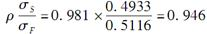 ρ σ_S / σ_F = 0. 981 × 0. 4933 / 0. 5116 = 0. 946